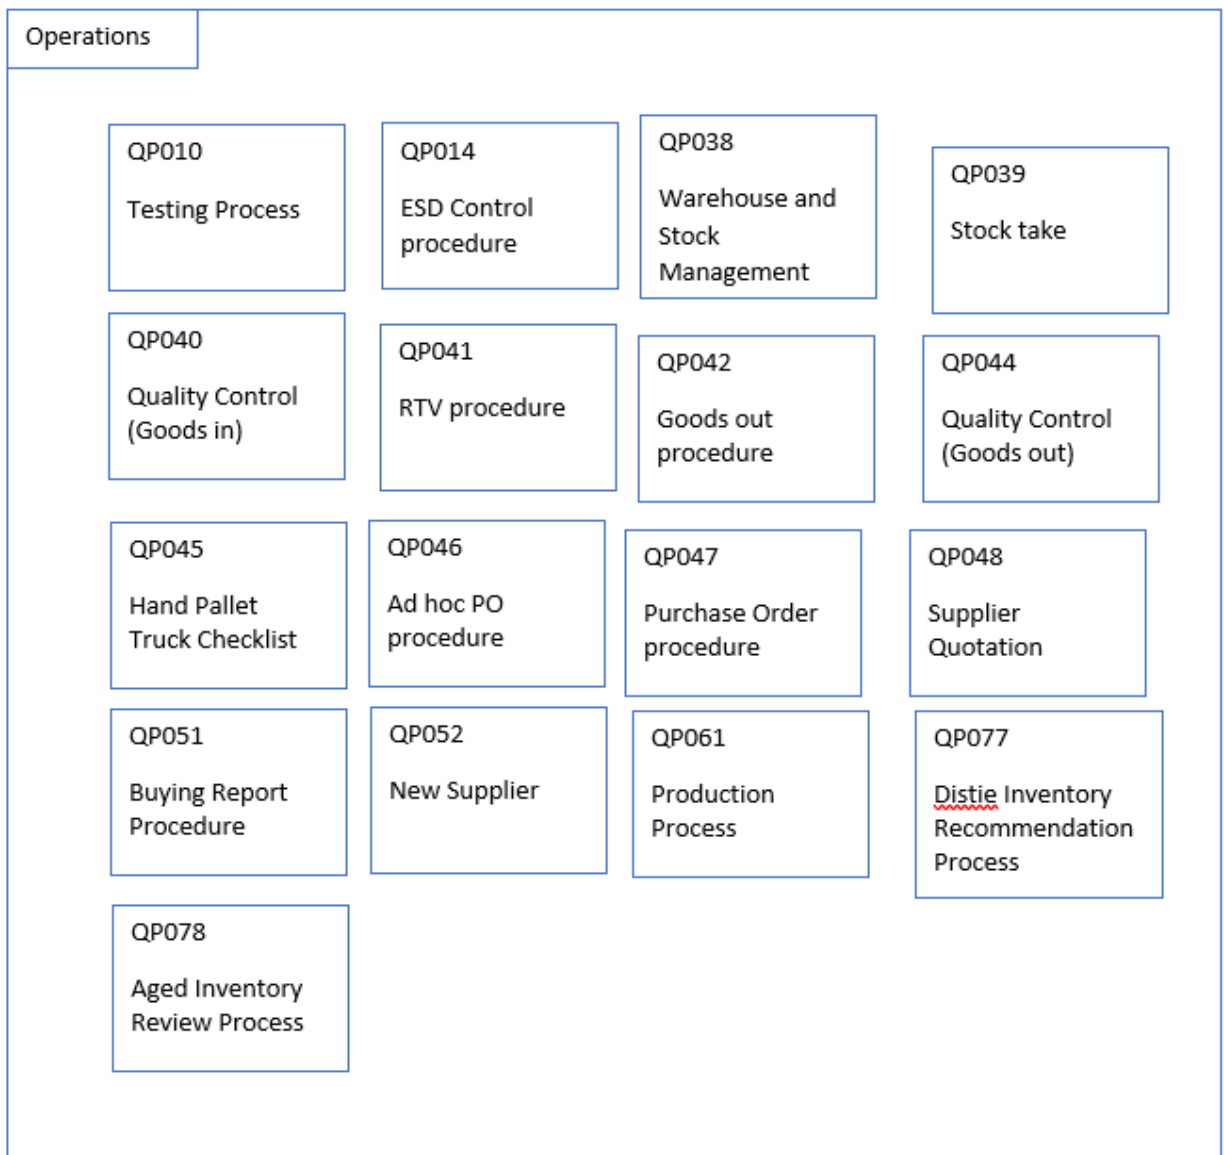 Operations
QP010
Testing Process
QP014
ESD Control
procedure
QP038
Warehouse and
Stock
Management
QP039
Stock take
QP040
Quality Control
(Goods in)
QP041
RTV procedure
QP042
Goods out
procedure
QP044
Quality Control
(Goods out)
QP045
Hand Pallet
Truck Checklist
QP046
Ad hoc PO
procedure
QP047
Purchase Order
procedure
QP048
Supplier
Quotation
QP051
Buying Report
Procedure
QP052
New Supplier
QP061
Production
Process
QP077
Distie Inventory
Recommendation
Process
QP078
Aged Inventory
Review Process